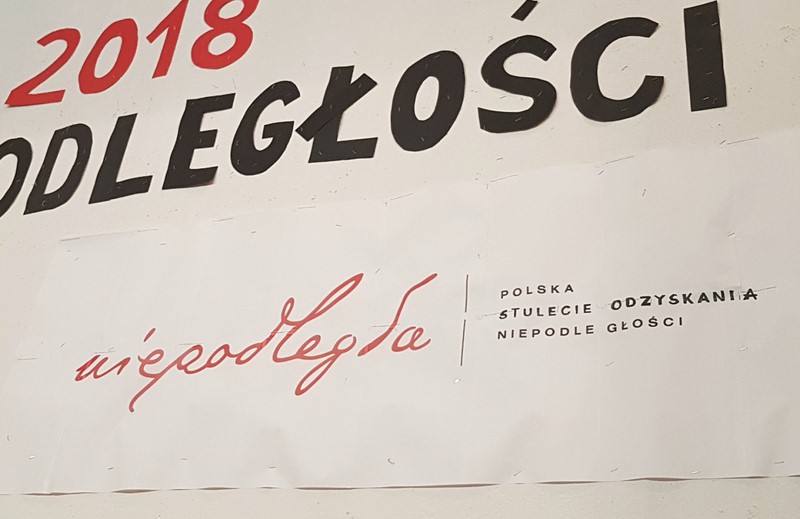 2018
ODLEGŁOŚCI
niepodległa
POLSKA
STULECIE ODZYSKANIA
NIEPODLE GŁOŚCI